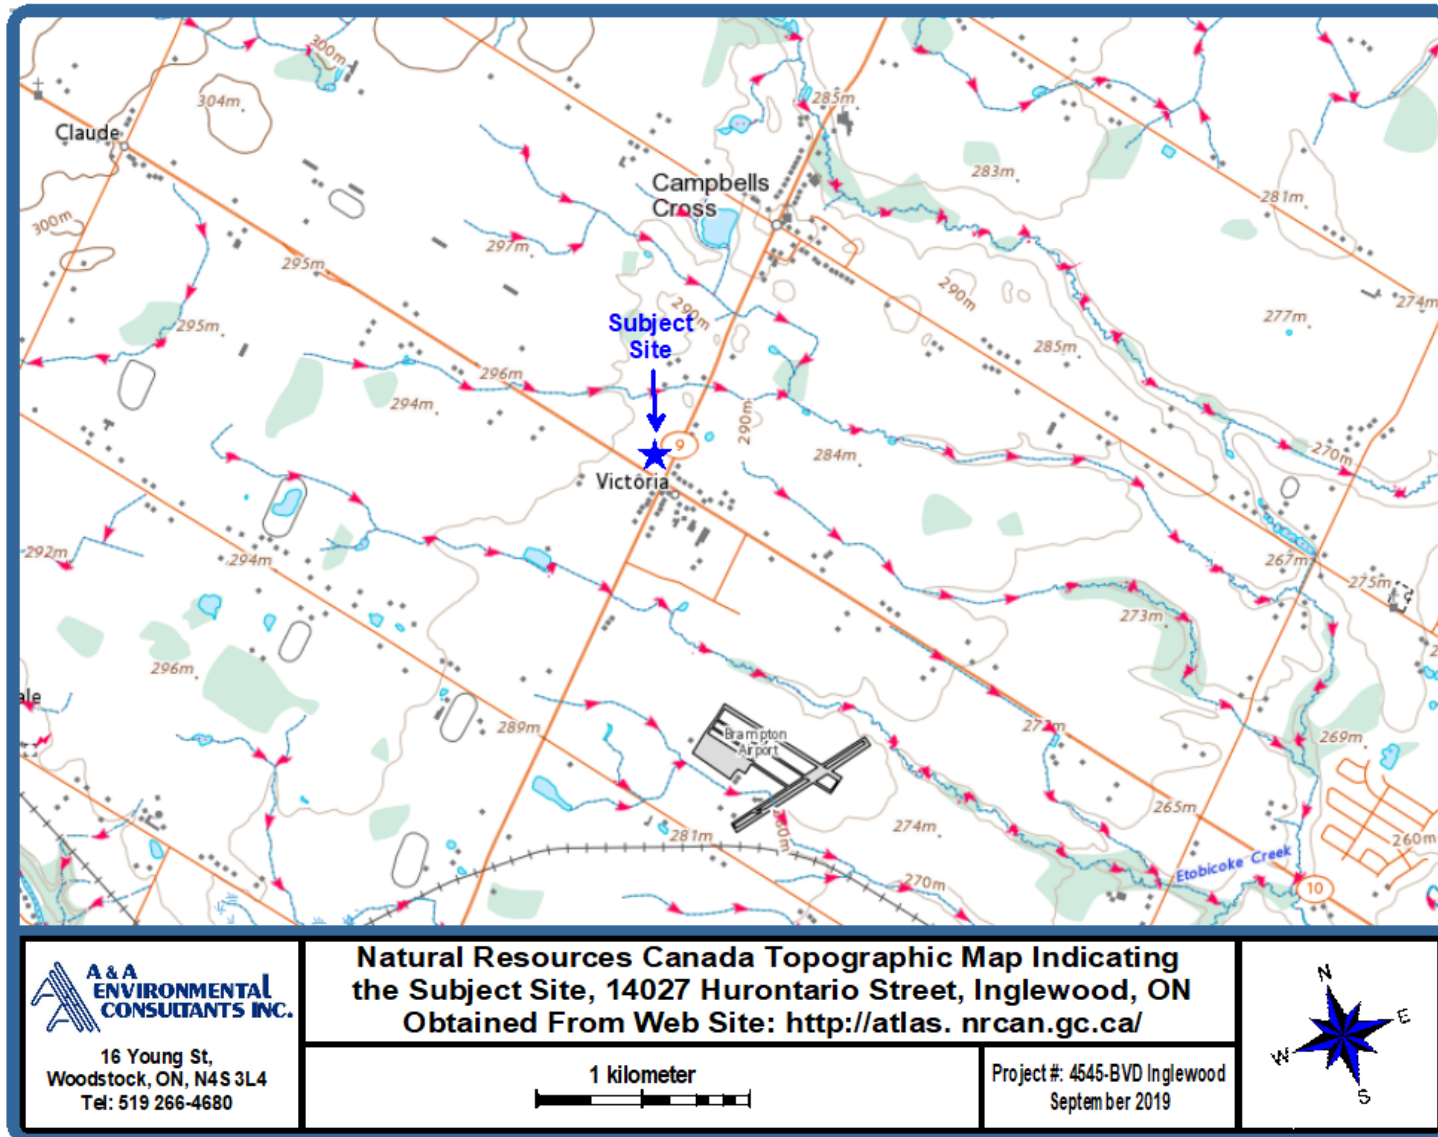 300m
304m
285m
Claude
283m
Campbells
Cross
281m
300m
297m
295m
290m
290m
274m
277m
295m
Subject
Site
285m
296m
294m
290m
9
270m
284m
Victoria
292m
294m
267m
275m
273m
296m
ale
289m
272m
Brampton
Airport
269m
265m
274m
281m
280m
260m
Etobicoke Creek
270m
10
A & A
ENVIRONMENTAL
CONSULTANTS INC.
16 Young St,
Woodstock, ON, N4S 3L4
Tel: 519 266-4680
Natural Resources Canada Topographic Map Indicating
the Subject Site, 14027 Hurontario Street, Inglewood, ON
Obtained From Web Site: http://atlas. nrcan.gc.ca/
1 kilometer
Project #: 4545-BVD Inglewood
September 2019
N
E
W
S